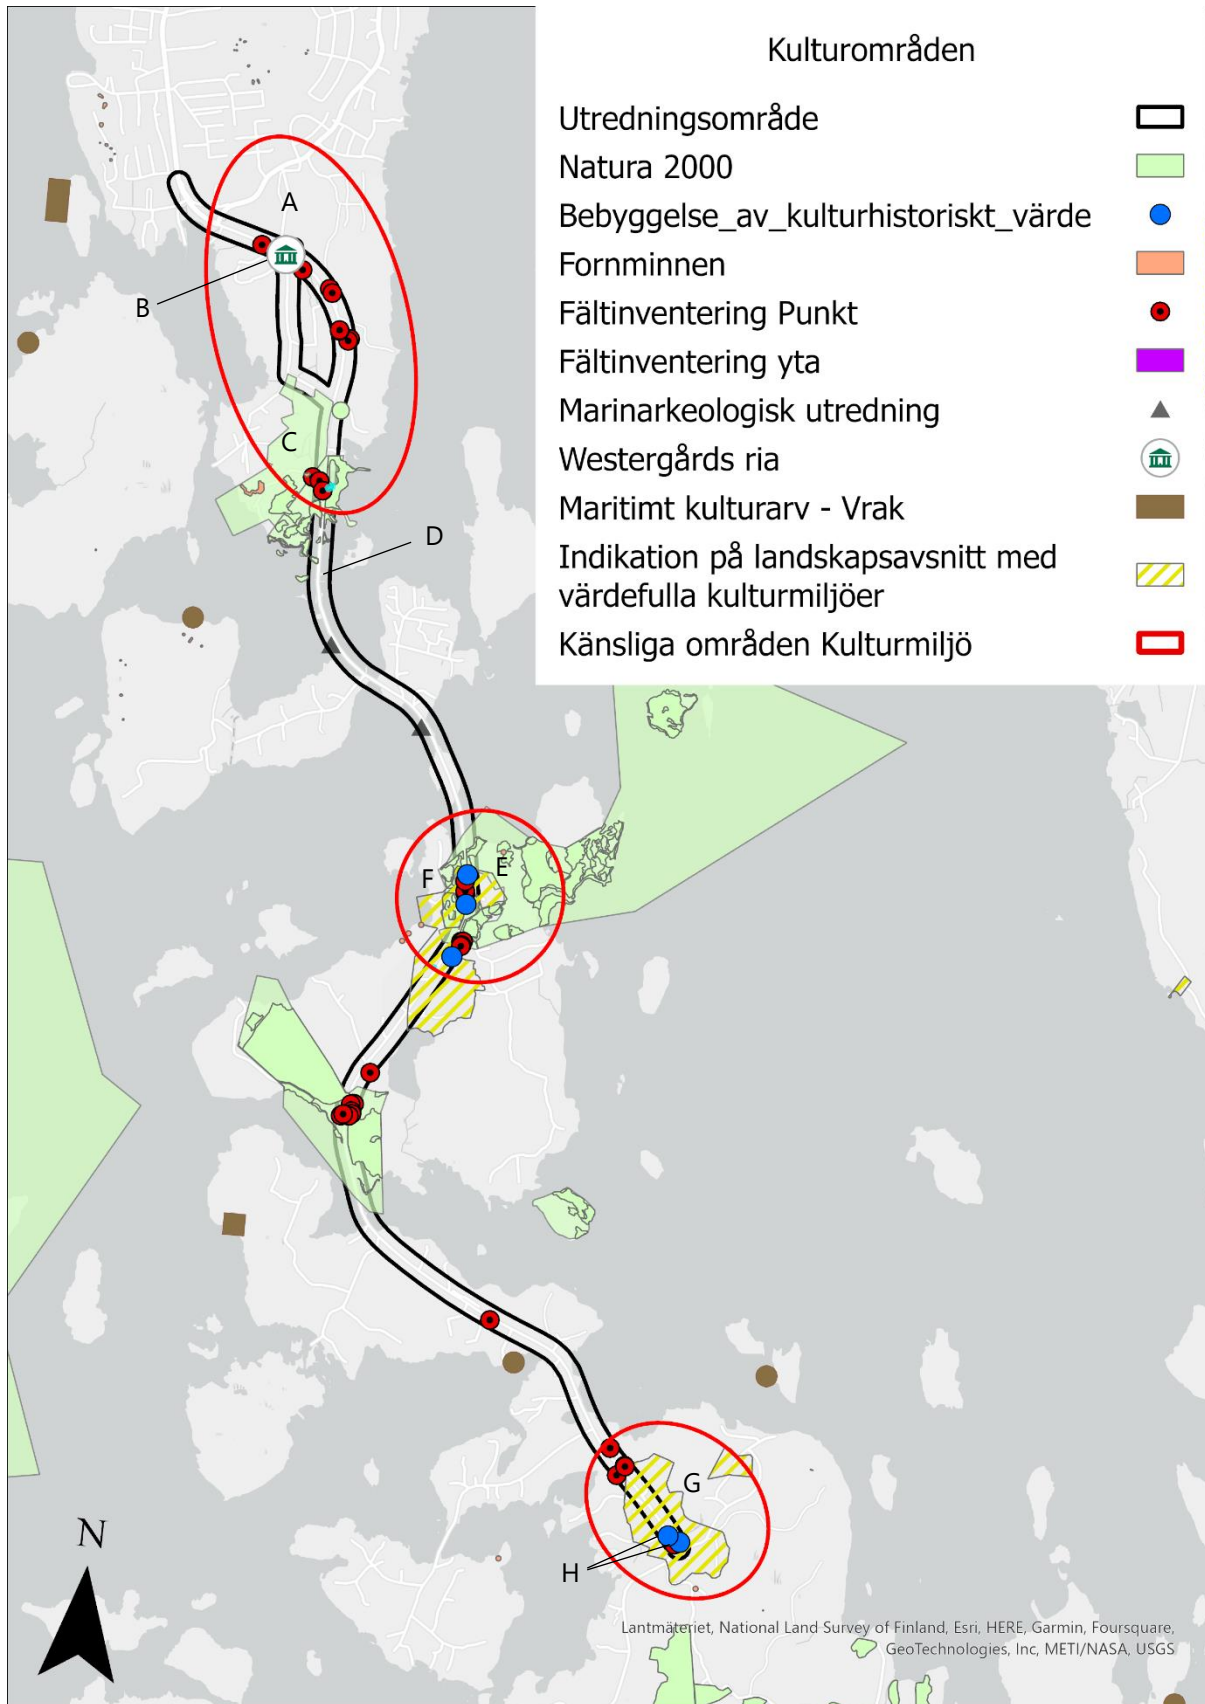 Kulturområden
Utredningsområde
Natura 2000
Bebyggelse_av_kulturhistoriskt_värde
Fornminnen
Fältinventering Punkt
Fältinventering yta
Marinarkeologisk utredning
Westergårds ria
Maritimt kulturarv - Vrak
Indikation på landskapsavsnitt med
värdefulla kulturmiljöer
Känsliga områden Kulturmiljö
A
B
C
D
E
F
G
H
N
Lantmäteriet, National Land Survey of Finland, Esri, HERE, Garmin, Foursquare,
GeoTechnologies, Inc, METI/NASA, USGS